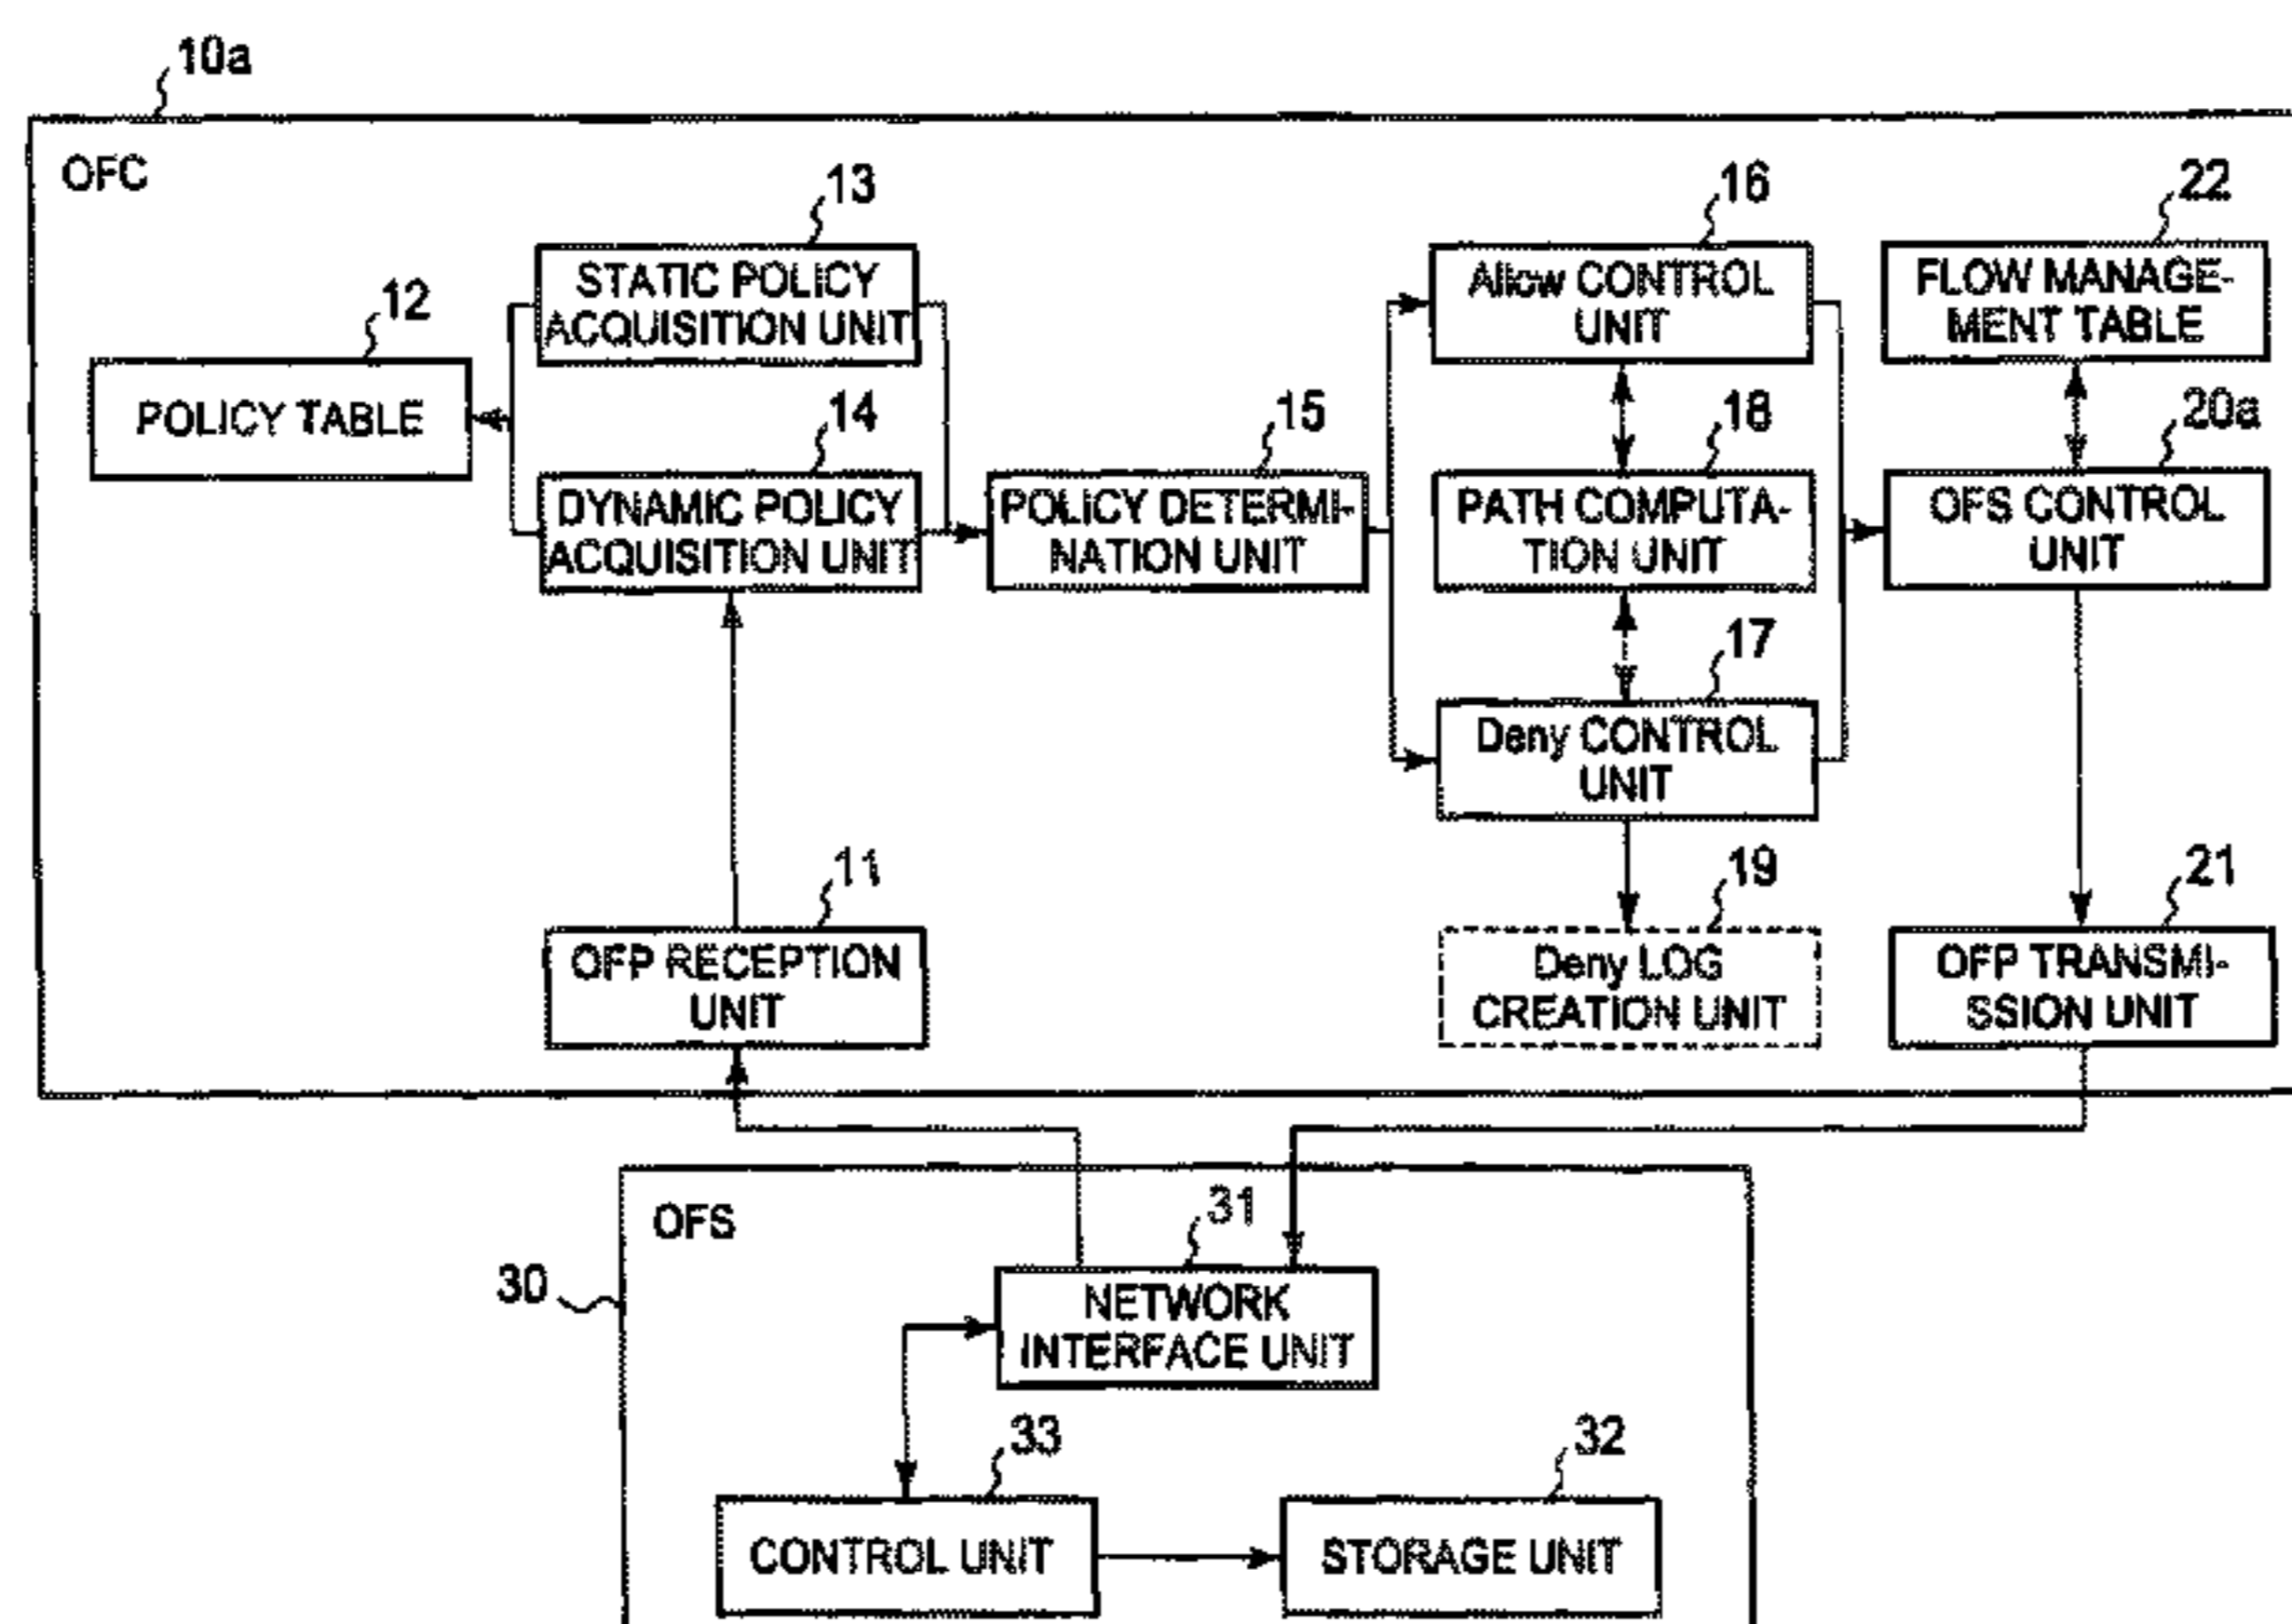 10a
OFC
13
16
22
STATIC POLICY
ACQUISITION UNIT
Allow CONTROL
UNIT
FLOW MANAGE-
MENT TABLE
12
POLICY TABLE
14
15
18
20a
DYNAMIC POLICY
ACQUISITION UNIT
POLICY DETERMI-
NATION UNIT
PATH COMPUTA-
TION UNIT
OFS CONTROL
UNIT
17
Deny CONTROL
UNIT
11
19
21
OFP RECEPTION
UNIT
Deny LOG
CREATION UNIT
OFP TRANSMI-
SSION UNIT
OFS
31
30
NETWORK
INTERFACE UNIT
33
32
CONTROL UNIT
STORAGE UNIT